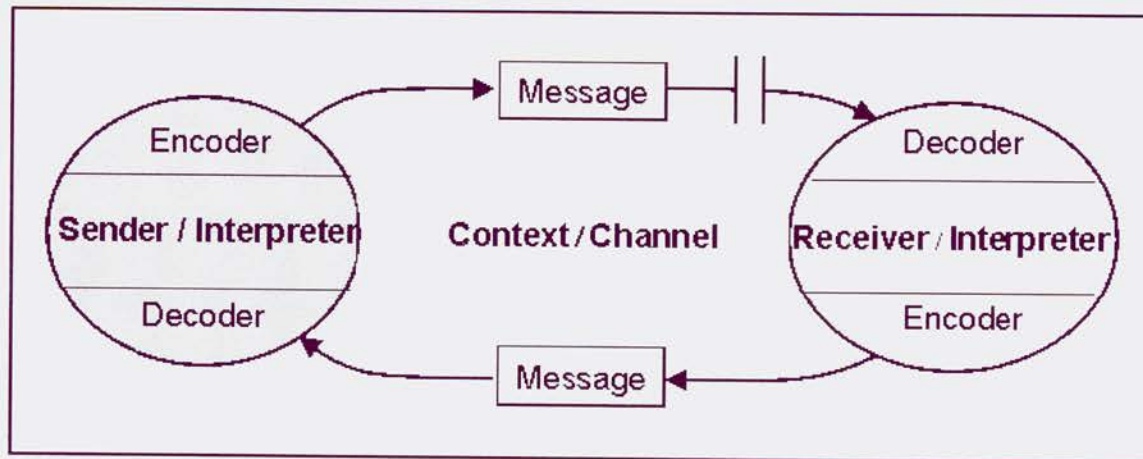 Message
Encoder
Decoder
Sender / Interpreter
Context / Channel
Receiver / Interpreter
Decoder
Encoder
Message